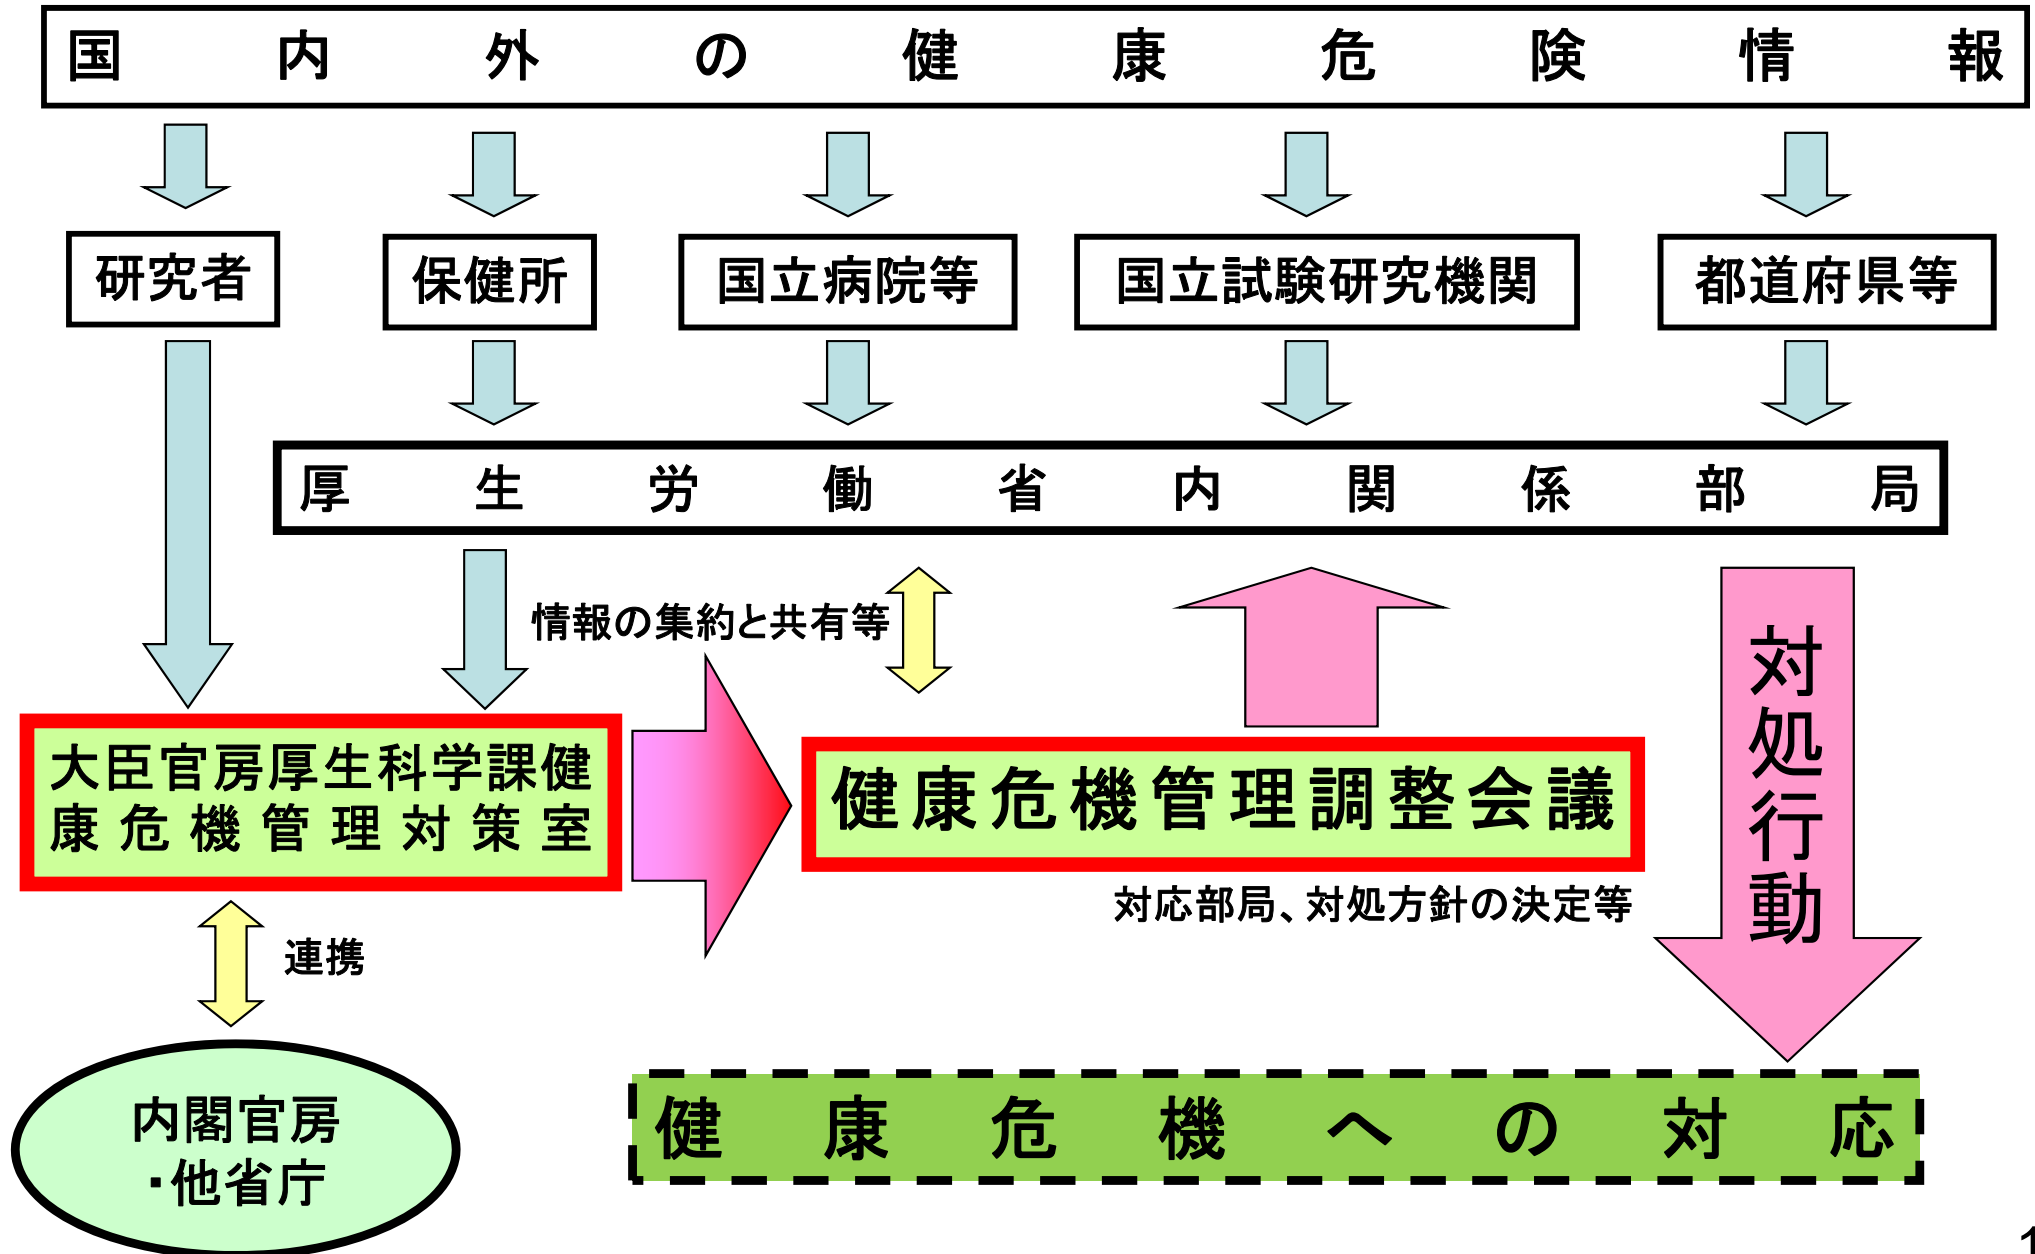 国内外の健康危険情報
研究者
保健所
国立病院等
国立試験研究機関
都道府県等
厚生労働省内関係部局
情報の集約と共有等
対処行動
大臣官房厚生科学課健
康危機管理対策室
健康危機管理調整会議
対応部局、対処方針の決定等
連携
内閣官房
・他省庁
健康危機への対応
1